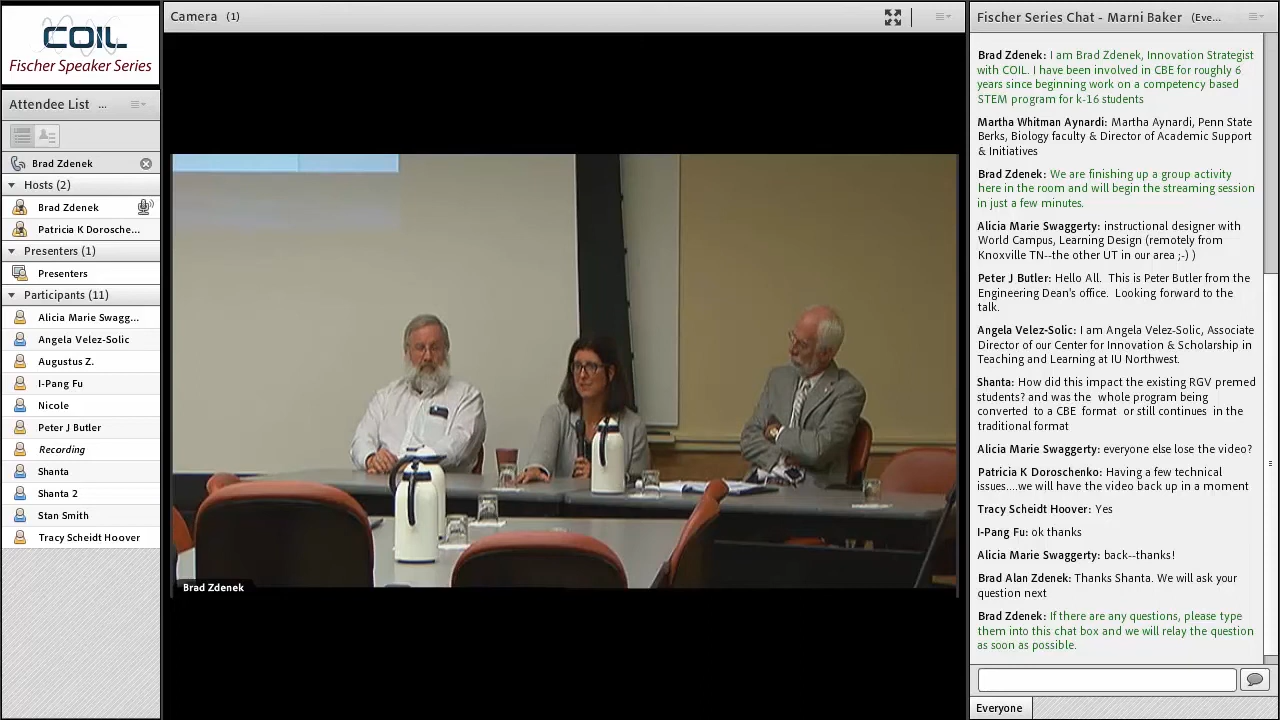 COIL
Fischer Speaker Series
Attendee List ...
Brad Zdenek
Hosts (2)
Brad Zdenek
Patricia K Dorosche...
Presenters (1)
Presenters
Participants (11)
Alicia Marie Swagg...
Angela Velez-Solic
Augustus Z.
I-Pang Fu
Nicole
Peter J Butler
Recording
Shanta
Shanta 2
Stan Smith
Tracy Scheidt Hoover
Camera (1)
Brad Zdenek
Fischer Series Chat - Marni Baker (Eve...
Brad Zdenek: I am Brad Zdenek, Innovation Strategist
with COIL. I have been involved in CBE for roughly 6
years since beginning work on a competency based
STEM program for k-16 students
Martha Whitman Aynardi: Martha Aynardi, Penn State
Berks, Biology faculty & Director of Academic Support
& Initiatives
Brad Zdenek: We are finishing up a group activity
here in the room and will begin the streaming session
in just a few minutes.
Alicia Marie Swaggerty: instructional designer with
World Campus, Learning Design (remotely from
Knoxville TN--the other UT in our area ;-) )
Peter J Butler: Hello All. This is Peter Butler from the
Engineering Dean's office. Looking forward to the
talk.
Angela Velez-Solic: I am Angela Velez-Solic, Associate
Director of our Center for Innovation & Scholarship in
Teaching and Learning at IU Northwest.
Shanta: How did this impact the existing RGV premed
students? and was the whole program being
converted to a CBE format or still continues in the
traditional format
Alicia Marie Swaggerty: everyone else lose the video?
Patricia K Doroschenko: Having a few technical
issues....we will have the video back up in a moment
Tracy Scheidt Hoover: Yes
I-Pang Fu: ok thanks
Alicia Marie Swaggerty: back--thanks!
Brad Alan Zdenek: Thanks Shanta. We will ask your
question next
Brad Zdenek: If there are any questions, please type
them into this chat box and we will relay the question
as soon as possible.
Everyone